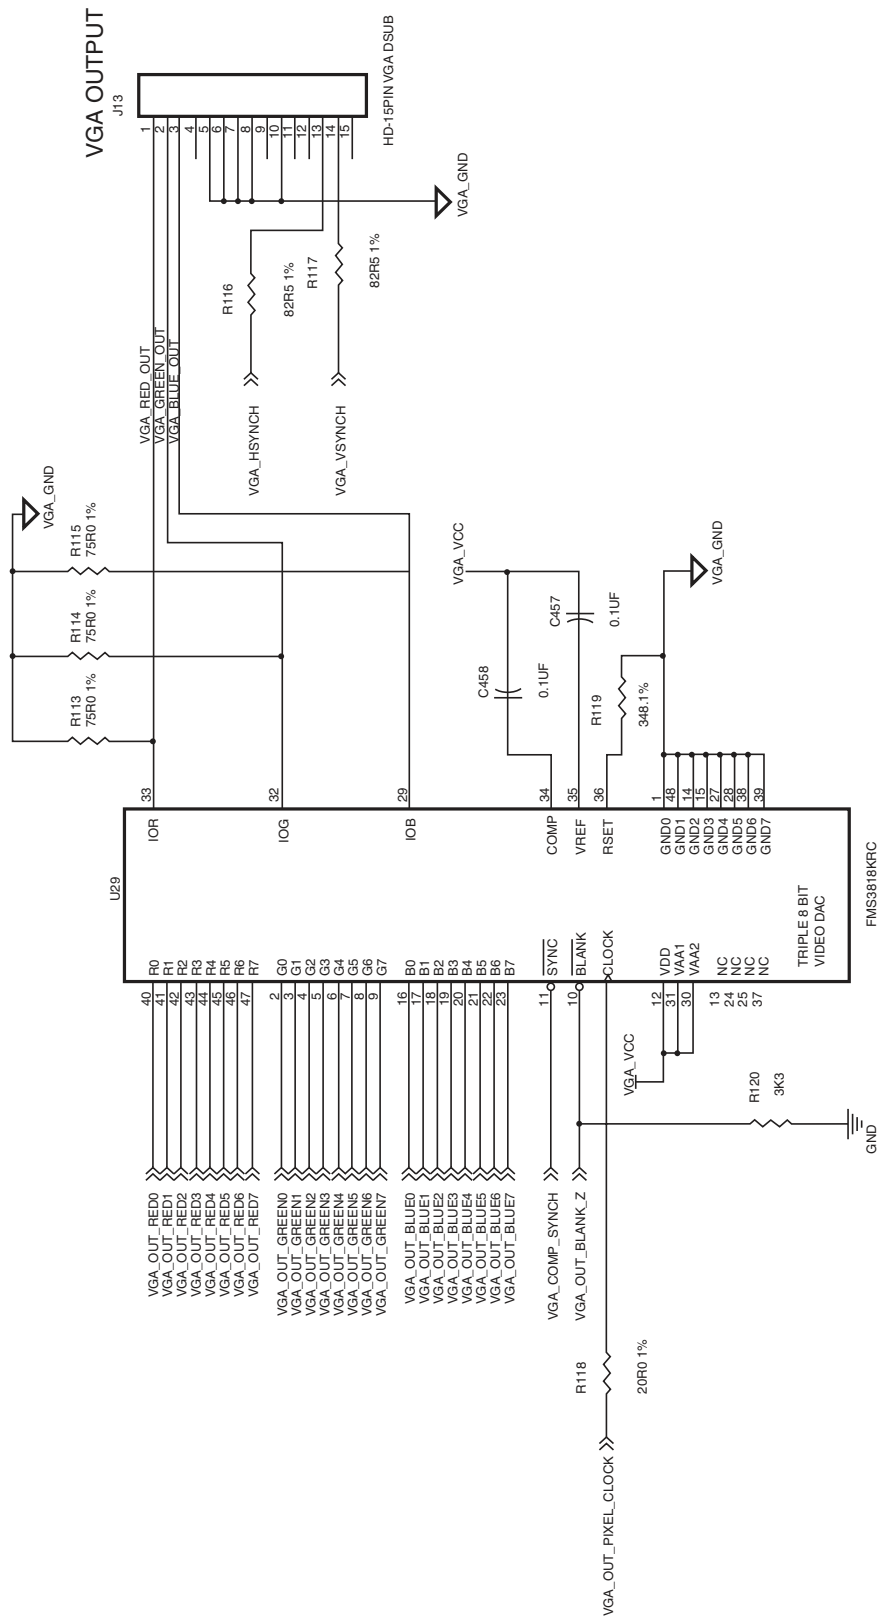 VGA OUTPUT
J13
HD-15PIN VGA DSUB
1
2
3
4
5
6
7
8
9
10
11
12
13
14
15
VGA_GND
R116
82R5 1%
R117
82R5 1%
VGA_HSYNCH
VGA_VSYNCH
VGA_RED_OUT
VGA_GREEN_OUT
VGA_BLUE_OUT
VGA_GND
R115
75R0 1%
R114
75R0 1%
R113
75R0 1%
VGA_VCC
C457
0.1UF
C458
0.1UF
R119
348.1%
VGA_GND
U29
33
32
29
34
35
36
1
48
14
15
27
28
38
39
IOR
IOG
IOB
COMP
VREF
RSET
GND0
GND1
GND2
GND3
GND4
GND5
GND6
GND7
TRIPLE 8 BIT
VIDEO DAC
FMS3818KRC
R0
R1
R2
R3
R4
R5
R6
R7
G0
G1
G2
G3
G4
G5
G6
G7
B0
B1
B2
B3
B4
B5
B6
B7
SYNC
BLANK
CLOCK
VDD
VAA1
VAA2
NC
NC
NC
NC
40
41
42
43
44
45
46
47
2
3
4
5
6
7
8
9
16
17
18
19
20
21
22
23
11
10
12
31
30
13
24
25
37
VGA_VCC
R120
3K3
GND
VGA_OUT_RED0
VGA_OUT_RED1
VGA_OUT_RED2
VGA_OUT_RED3
VGA_OUT_RED4
VGA_OUT_RED5
VGA_OUT_RED6
VGA_OUT_RED7
VGA_OUT_GREEN0
VGA_OUT_GREEN1
VGA_OUT_GREEN2
VGA_OUT_GREEN3
VGA_OUT_GREEN4
VGA_OUT_GREEN5
VGA_OUT_GREEN6
VGA_OUT_GREEN7
VGA_OUT_BLUE0
VGA_OUT_BLUE1
VGA_OUT_BLUE2
VGA_OUT_BLUE3
VGA_OUT_BLUE4
VGA_OUT_BLUE5
VGA_OUT_BLUE6
VGA_OUT_BLUE7
VGA_COMP_SYNCH
VGA_OUT_BLANK_Z
R118
20R0 1%
VGA_OUT_PIXEL_CLOCK